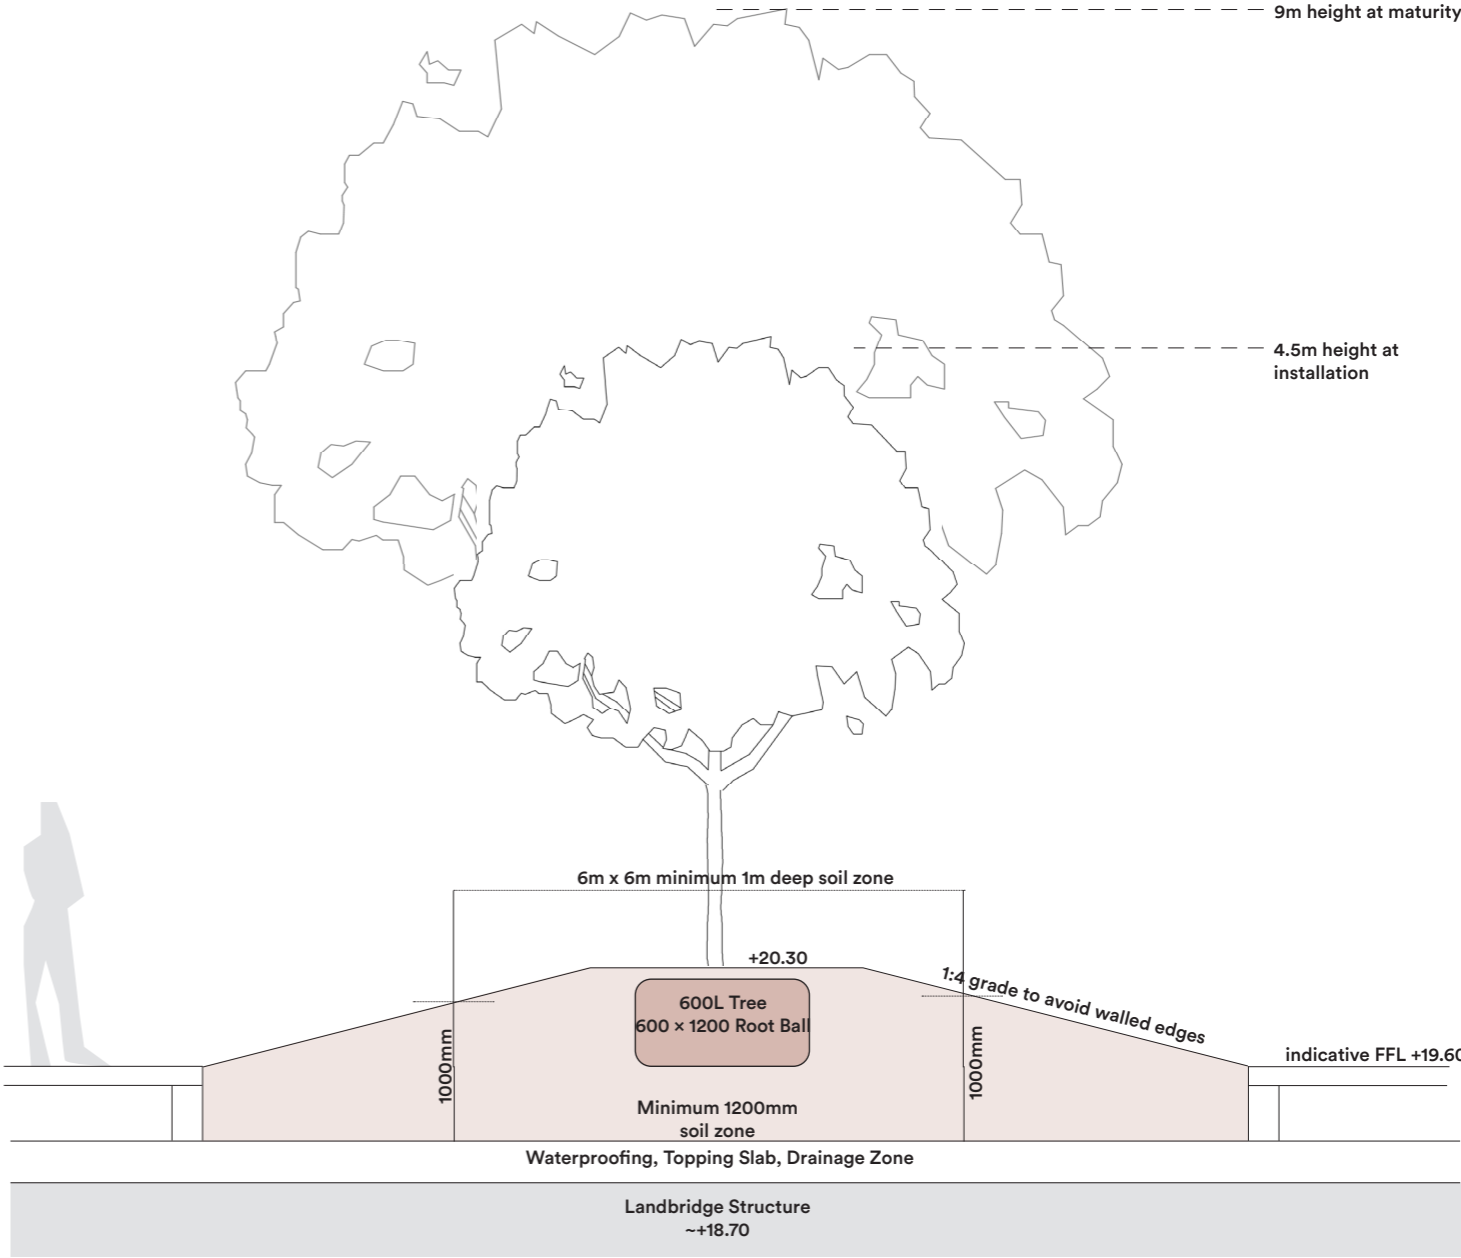 9m height at maturity
4.5m height at
installation
6m x 6m minimum 1m deep soil zone
+20.30
1:4 grade to avoid walled edges
600L Tree
600 × 1200 Root Ball
1000mm
1000mm
indicative FFL +19.60
Minimum 1200mm
soil zone
Waterproofing, Topping Slab, Drainage Zone
Landbridge Structure
~+18.70